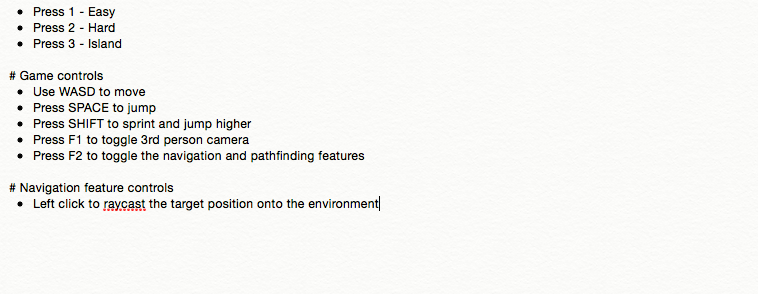 • Press 1 - Easy
• Press 2 - Hard
• Press 3 - Island
# Game controls
• Use WASD to move
• Press SPACE to jump
• Press SHIFT to sprint and jump higher
• Press F1 to toggle 3rd person camera
• Press F2 to toggle the navigation and pathfinding features
# Navigation feature controls
• Left click to raycast the target position onto the environment